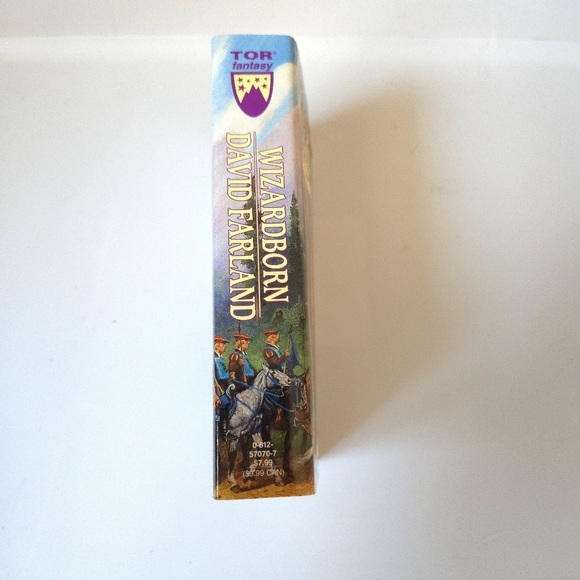 TOR®
fantasy
WIZARDBORN
DAVID FARLAND
0-812-
57070-7
$7.99
($9.99 CAN)